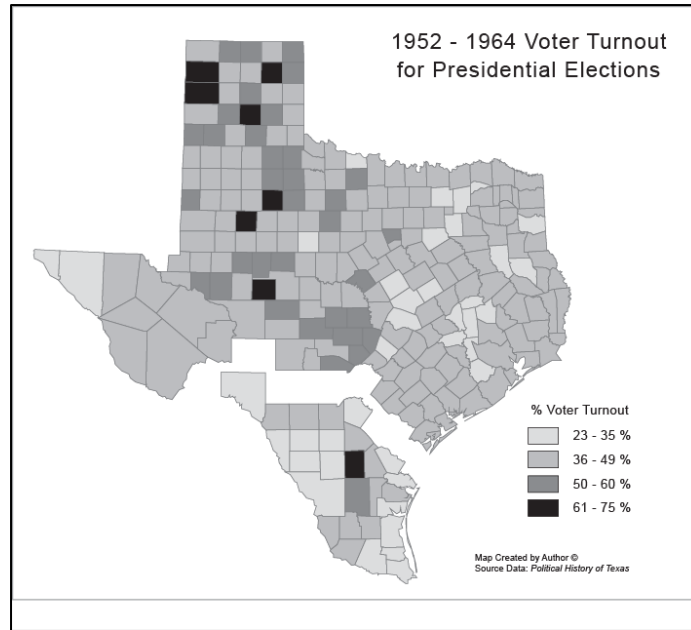 1952 - 1964 Voter Turnout
for Presidential Elections
% Voter Turnout
23 - 35 %
36 - 49 %
50 - 60 %
61 - 75 %
Map Created by Author ©
Source Data: Political History of Texas